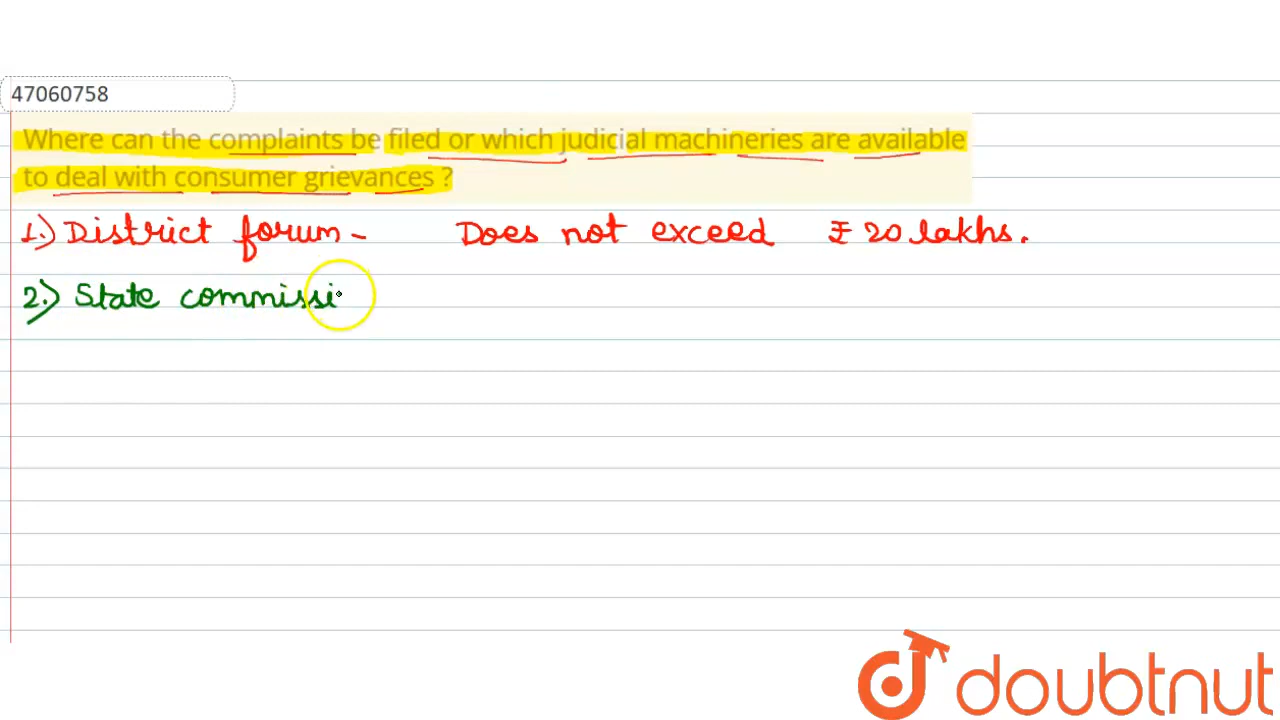 47060758
Where can the complaints be filed or which judicial machineries are available
to deal with consumer grievances ?
1.) District forum - Does not exceed ₹ 20 lakhs.
2.) State commissi
doubtnut